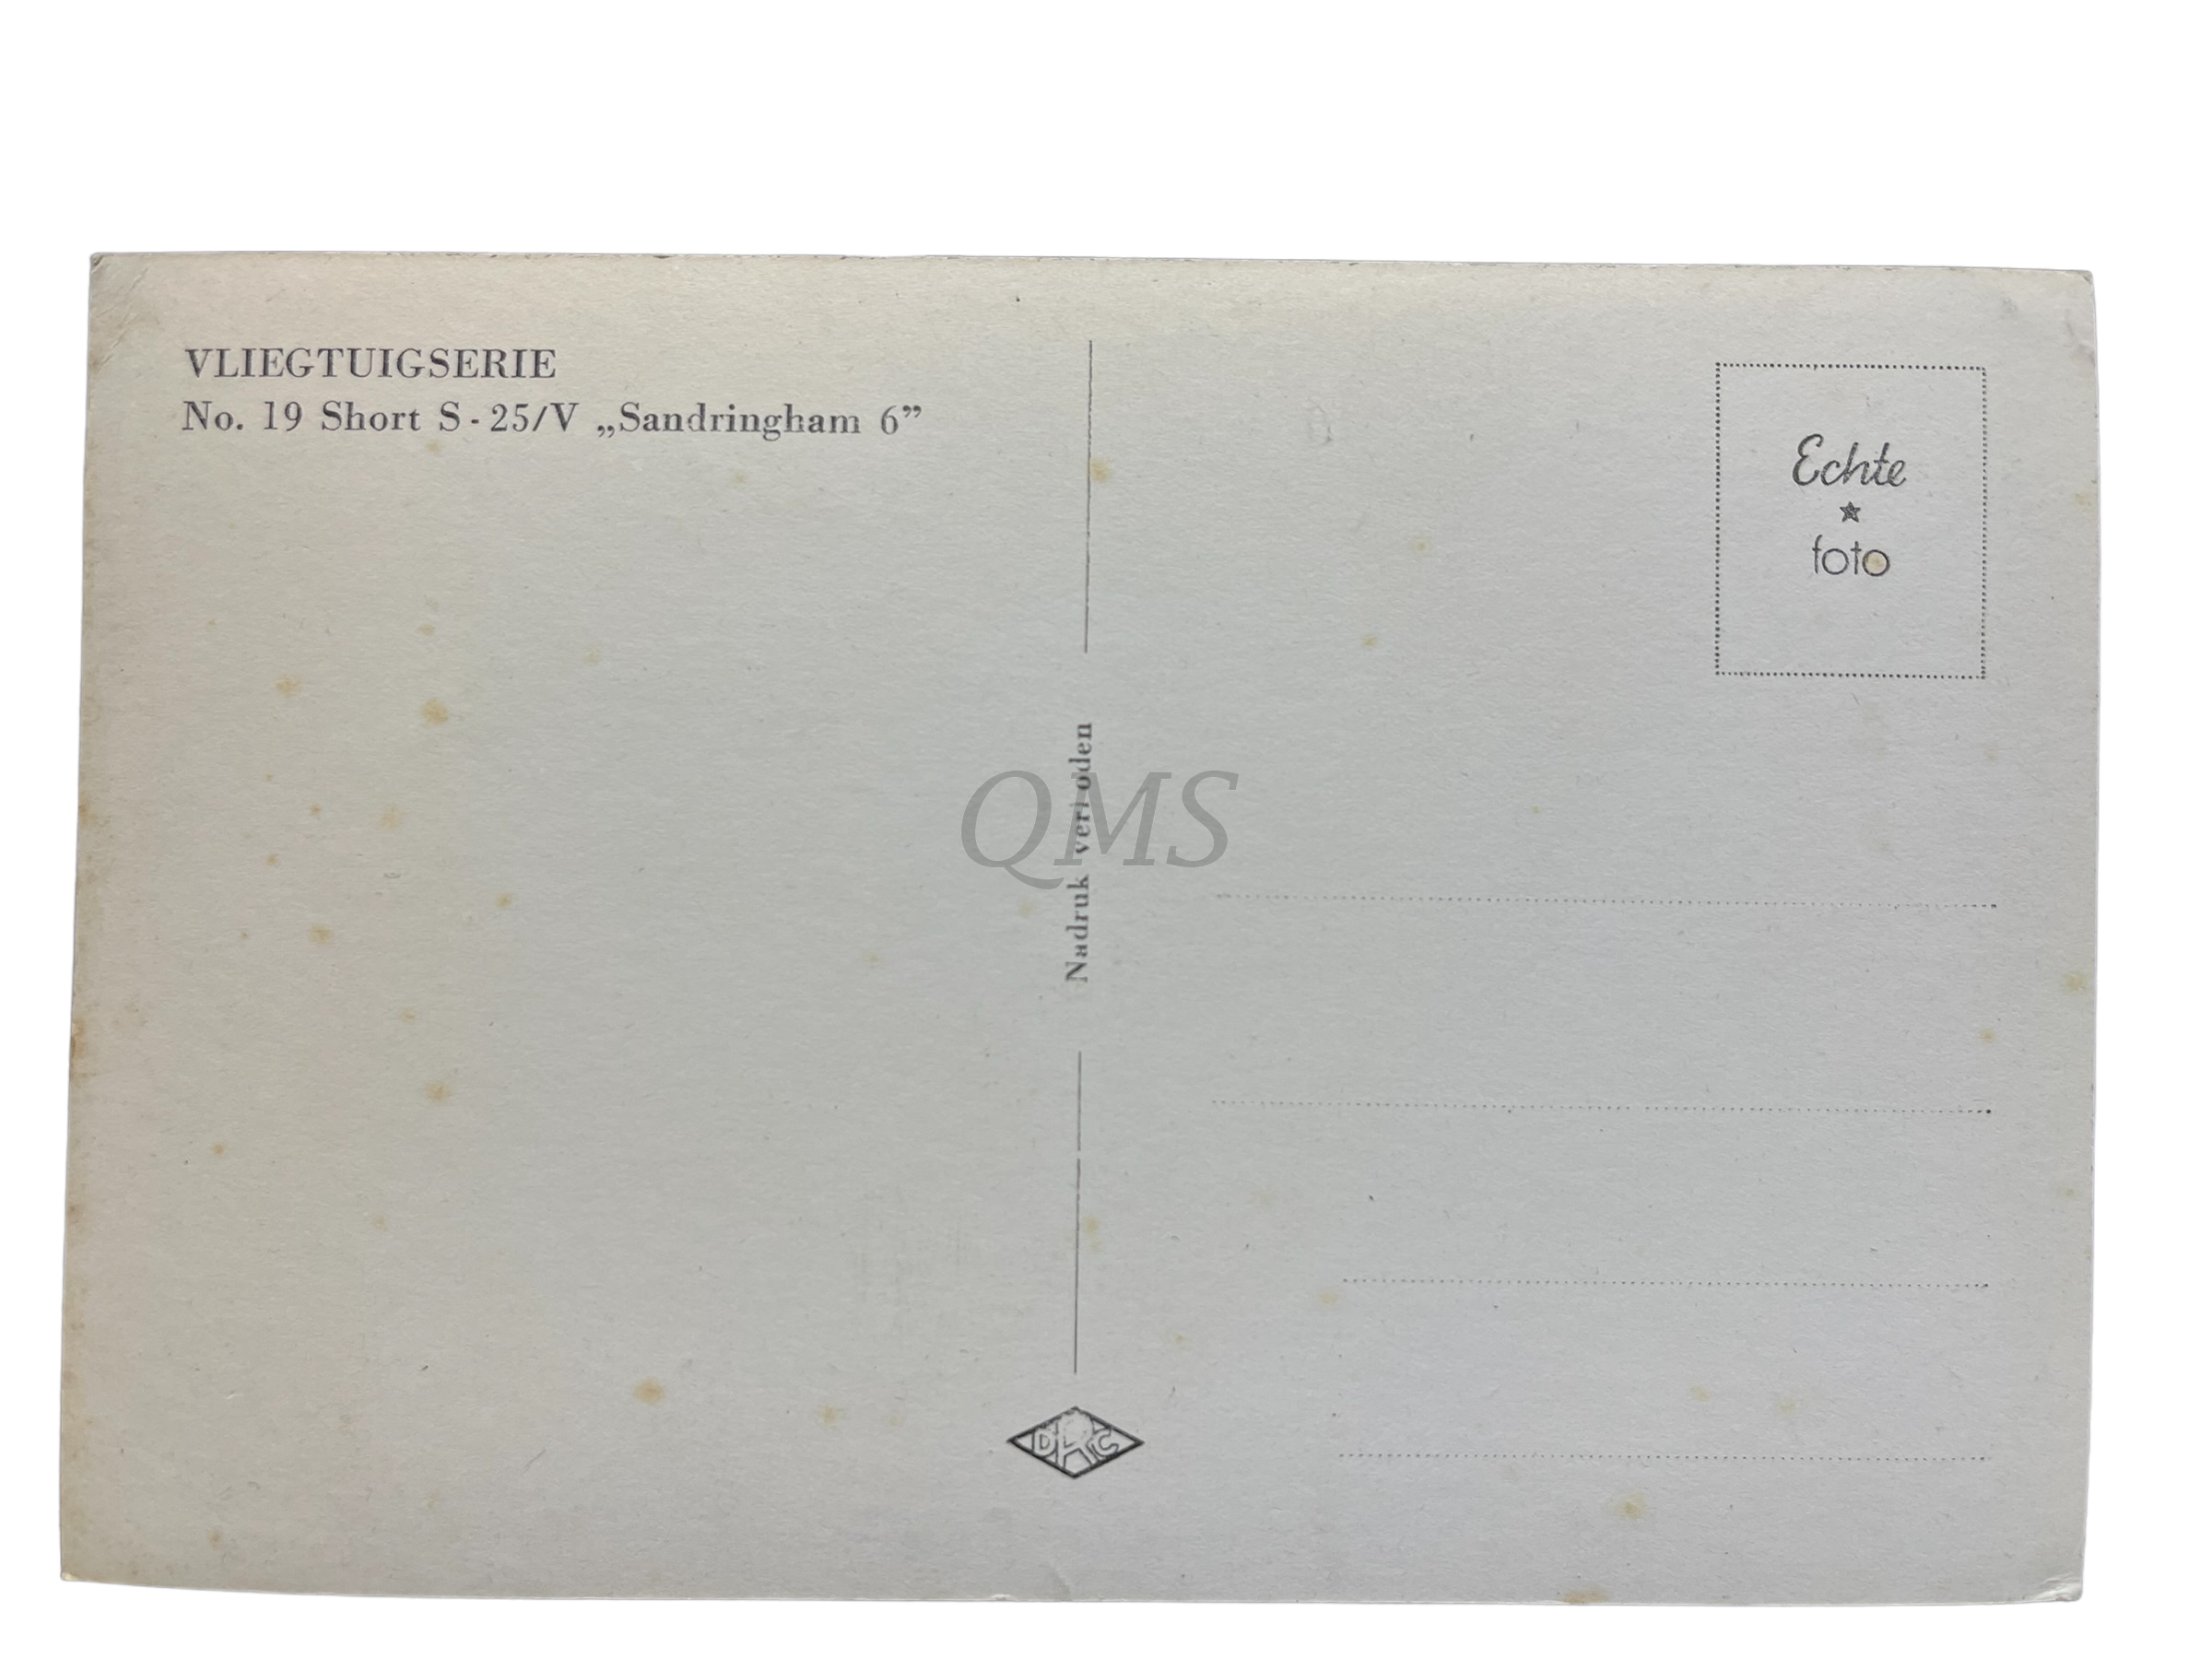 VLIEGTUIGSERIE
No. 19 Short S - 25/V „Sandringham 6”
Echte
foto
Nadruk verboden
QMS